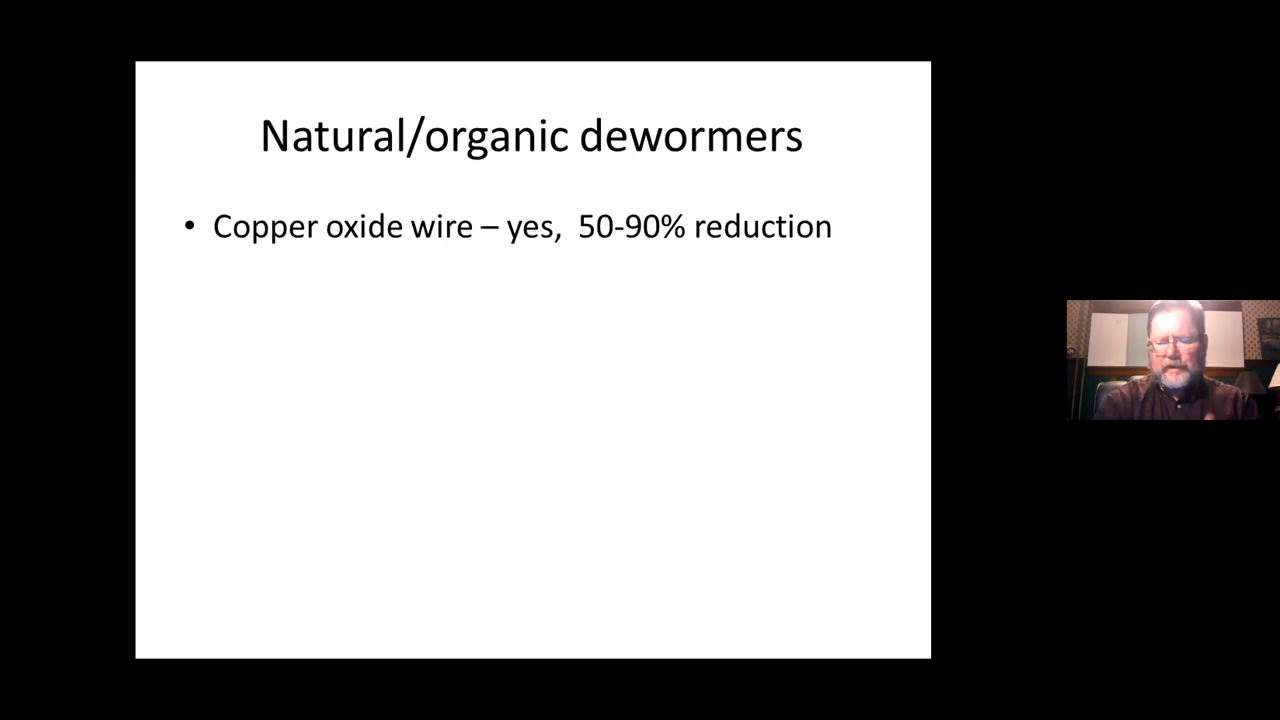 Natural/organic dewormers
• Copper oxide wire – yes, 50-90% reduction